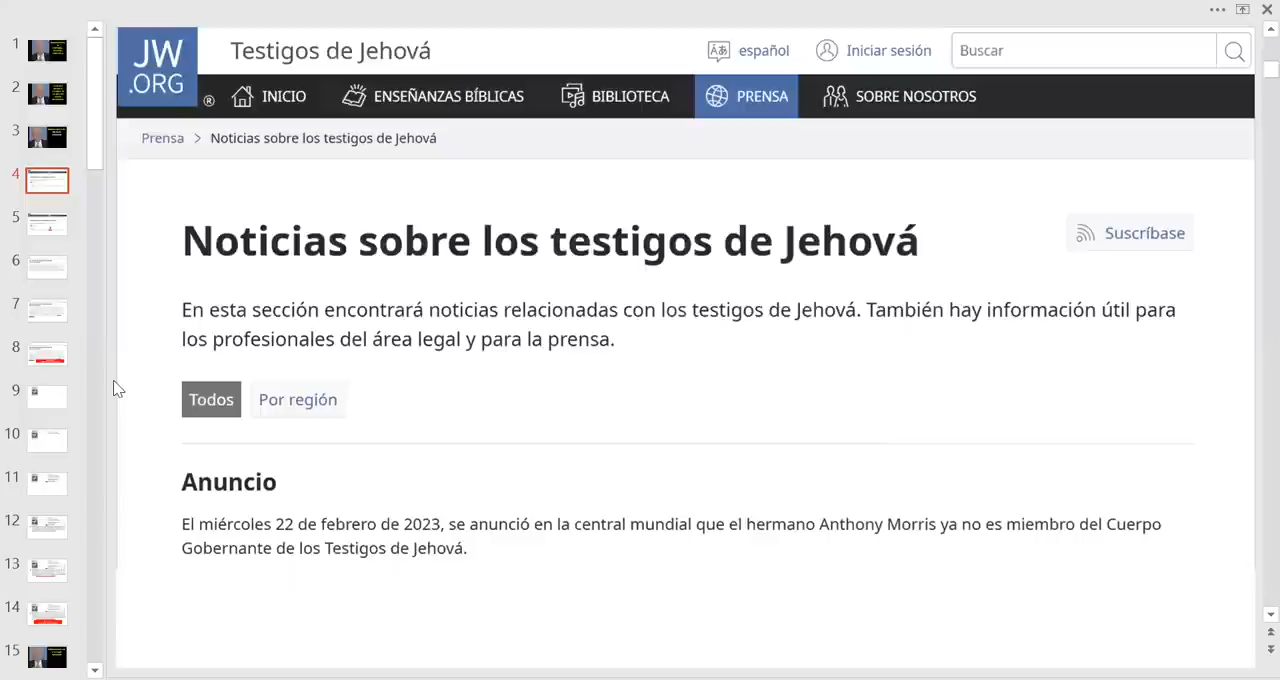 JW
.ORG
®
Testigos de Jehová
español
Iniciar sesión
Buscar
INICIO
ENSEÑANZAS BÍBLICAS
BIBLIOTECA
PRENSA
SOBRE NOSOTROS
Prensa > Noticias sobre los testigos de Jehová
Noticias sobre los testigos de Jehová
Suscríbase
En esta sección encontrará noticias relacionadas con los testigos de Jehová. También hay información útil para
los profesionales del área legal y para la prensa.
Todos
Por región
Anuncio
El miércoles 22 de febrero de 2023, se anunció en la central mundial que el hermano Anthony Morris ya no es miembro del Cuerpo
Gobernante de los Testigos de Jehová.
1
2
3
4
5
6
7
8
9
10
11
12
13
14
15